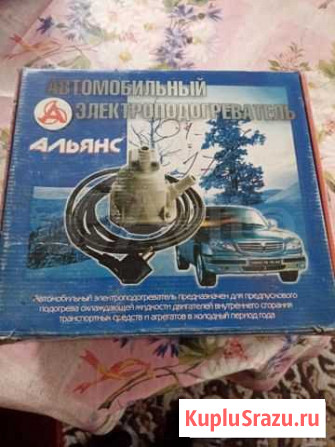 АВТОМОБИЛЬНЫЙ
ЭЛЕКТРОПОДОГРЕВАТЕЛЬ
АЛЬЯНС
Автомобильный электроподогреватель предназначен для предпускового
подогрева охлаждающей жидкости двигателей внутреннего сгорания
транспортных средств и агрегатов в холодный период года
KupluSrazu.ru